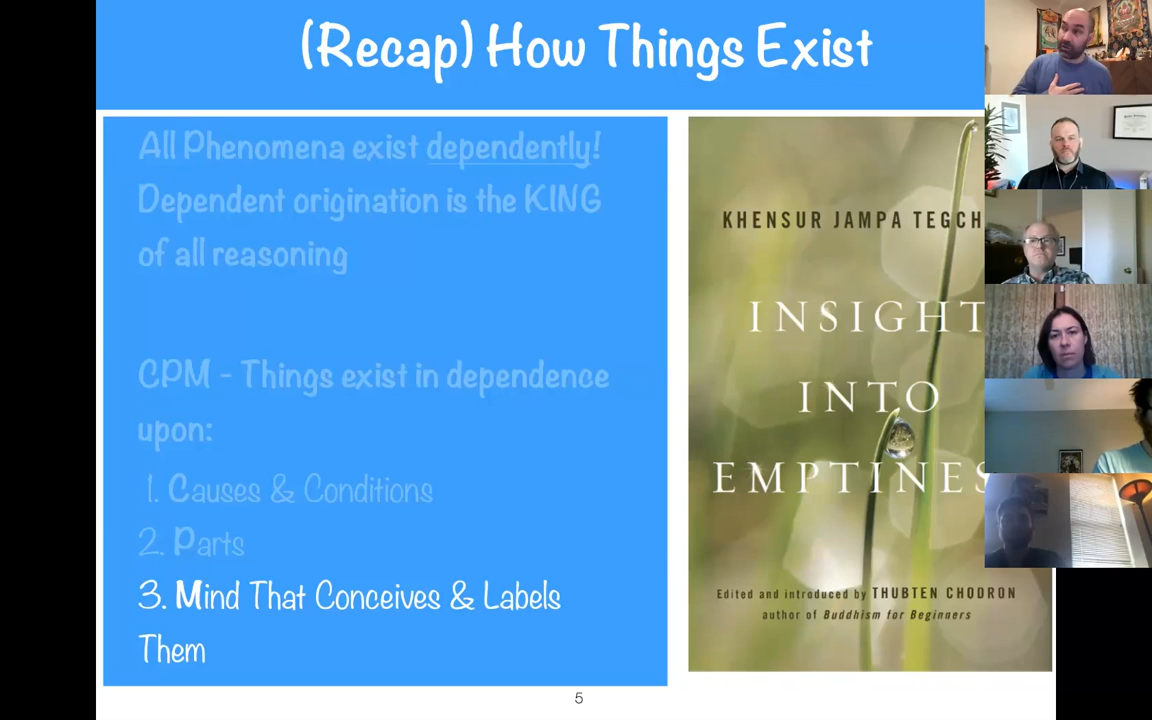 (Recap) How Things Exist
All Phenomena exist dependently!
Dependent origination is the KING
of all reasoning
CPM - Things exist in dependence
upon:
1. Causes & Conditions
2. Parts
3. Mind That Conceives & Labels
Them
KHENSUR JAMPA TEGCH
INSIGHT
INTO
EMPTINES
Edited and introduced by THUBTEN CHODRON
author of Buddhism for Beginners
5